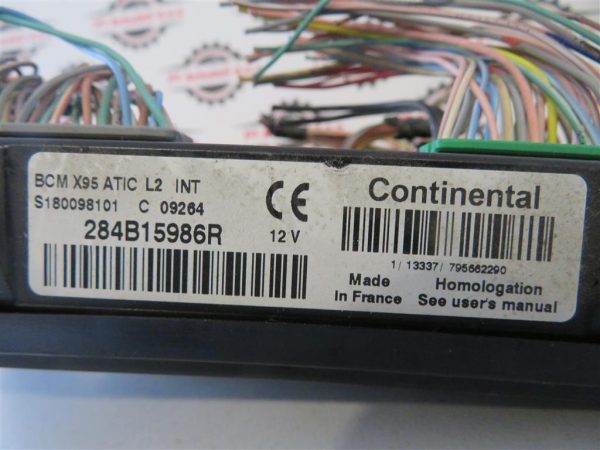 BCM X95 ATIC L2 INT
S180098101 C 09264
284B15986R
12 V
CE
Continental
1/ 13337/ 795662290
Made in France
Homologation
See user's manual